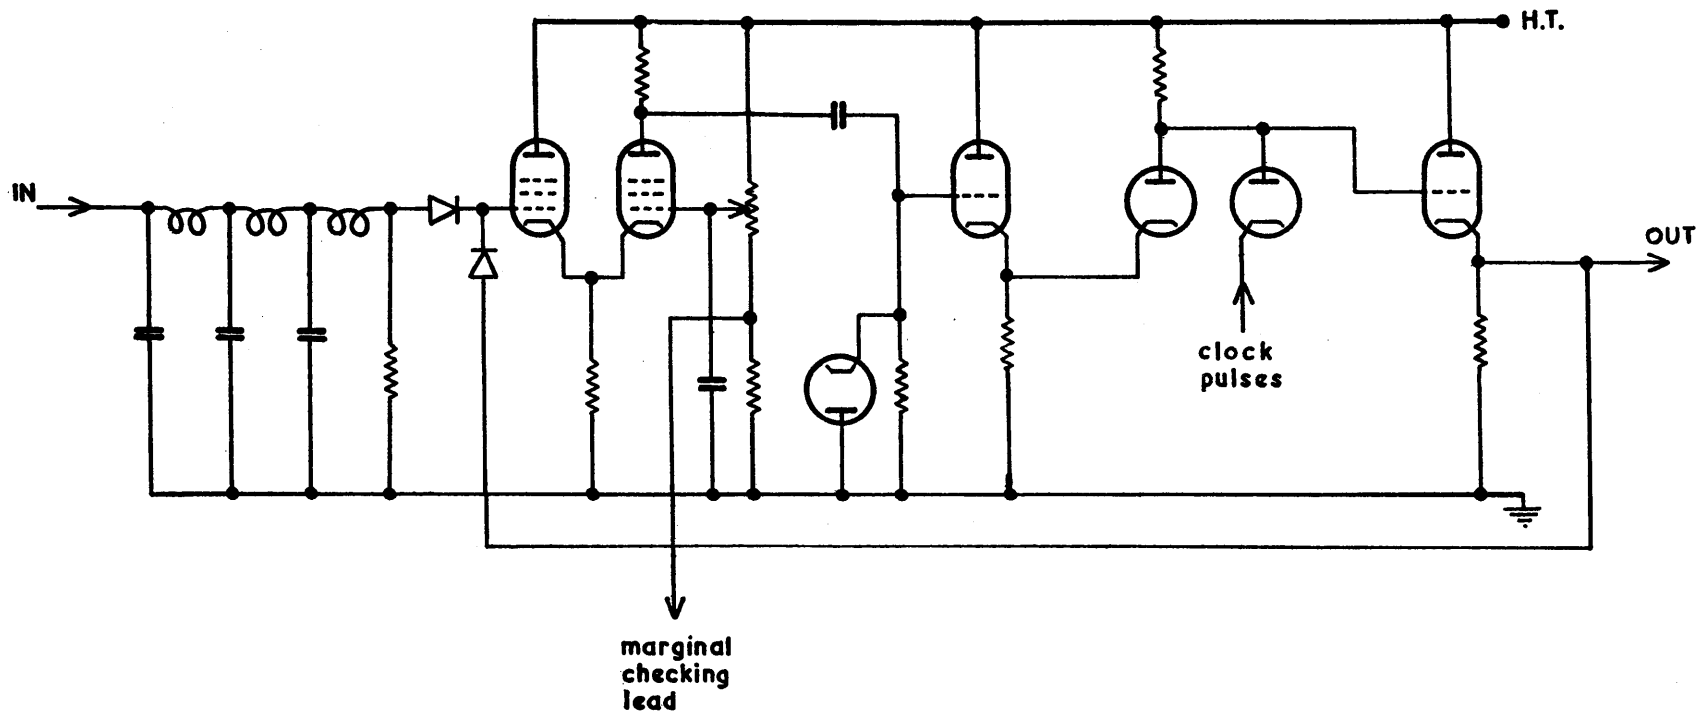 H.T.
IN
OUT
clock
pulses
marginal
checking
lead